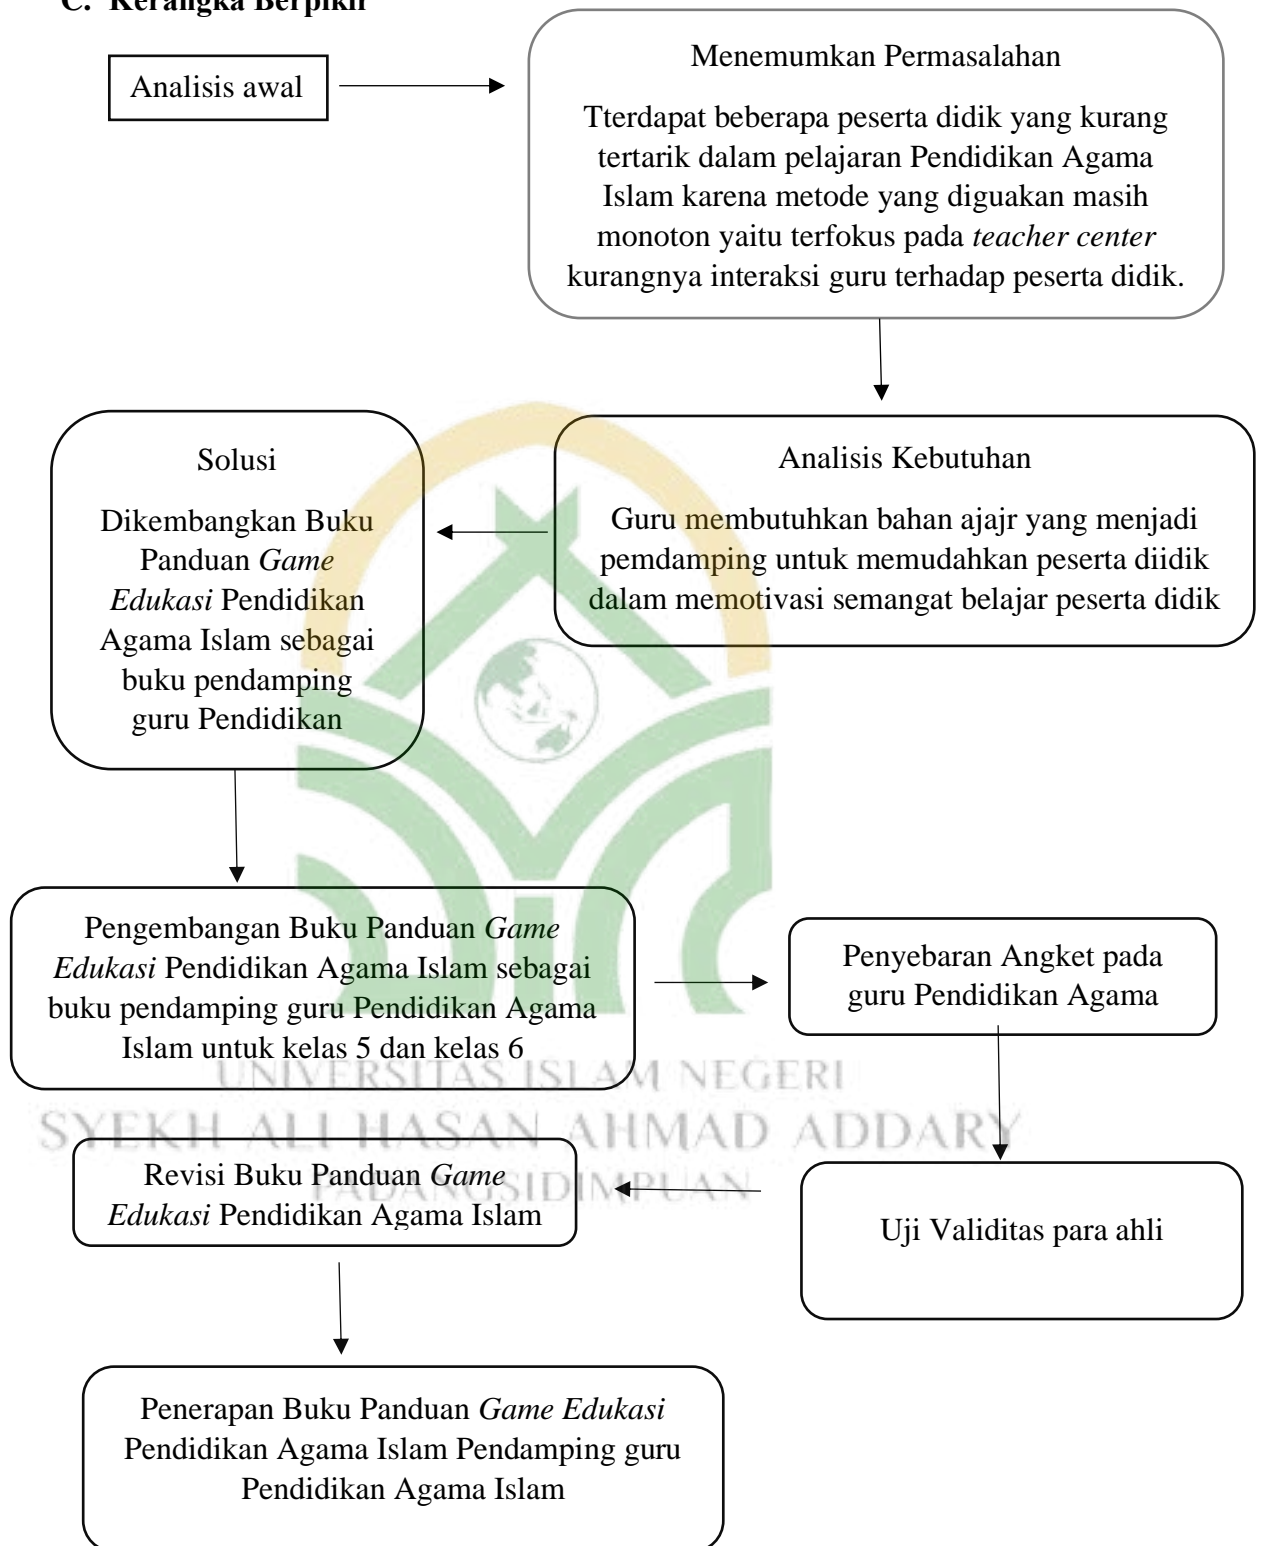 C. Kerangka Berpikir
Analisis awal
Menemumkan Permasalahan
Tterdapat beberapa peserta didik yang kurang
tertarik dalam pelajaran Pendidikan Agama
Islam karena metode yang diguakan masih
monoton yaitu terfokus pada teacher center
kurangnya interaksi guru terhadap peserta didik.
Analisis Kebutuhan
Guru membutuhkan bahan ajajr yang menjadi
pemdamping untuk memudahkan peserta diidik
dalam memotivasi semangat belajar peserta didik
Solusi
Dikembangkan Buku
Panduan Game
Edukasi Pendidikan
Agama Islam sebagai
buku pendamping
guru Pendidikan
Pengembangan Buku Panduan Game
Edukasi Pendidikan Agama Islam sebagai
buku pendamping guru Pendidikan Agama
Islam untuk kelas 5 dan kelas 6
Penyebaran Angket pada
guru Pendidikan Agama
Uji Validitas para ahli
Revisi Buku Panduan Game
Edukasi Pendidikan Agama Islam
Penerapan Buku Panduan Game Edukasi
Pendidikan Agama Islam Pendamping guru
Pendidikan Agama Islam
UNIVERSITAS ISLAM NEGERI
SYEKH ALI HASAN AHMAD ADDARY
PADANGSIDIMPUAN